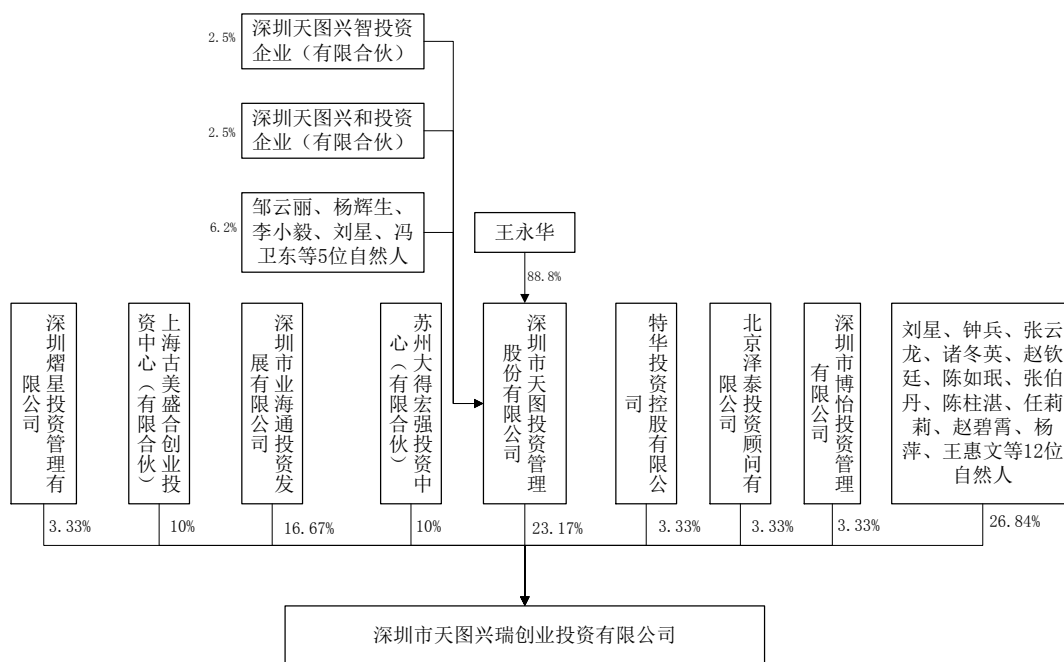 2.5%
深圳天图兴智投资
企业（有限合伙）
2.5%
深圳天图兴和投资
企业（有限合伙）
6.2%
邹云丽、杨辉生、
李小毅、刘星、冯
卫东等5位自然人
王永华
88.8%
深圳熠星投资管理有
限公司
上海古美盛合创业投
资中心（有限合伙）
深圳市业海通投资发
展有限公司
苏州大得宏强投资中
心（有限合伙）
深圳市天图投资管理
股份有限公司
特华投资控股有限公
司
北京泽泰投资顾问有
限公司
深圳市博怡投资管理
有限公司
刘星、钟兵、张云
龙、诸冬英、赵钦
廷、陈如珉、张伯
丹、陈柱湛、任莉
莉、赵碧霄、杨
萍、王惠文等12位
自然人
3.33%
10%
16.67%
10%
23.17%
3.33%
3.33%
3.33%
26.84%
深圳市天图兴瑞创业投资有限公司